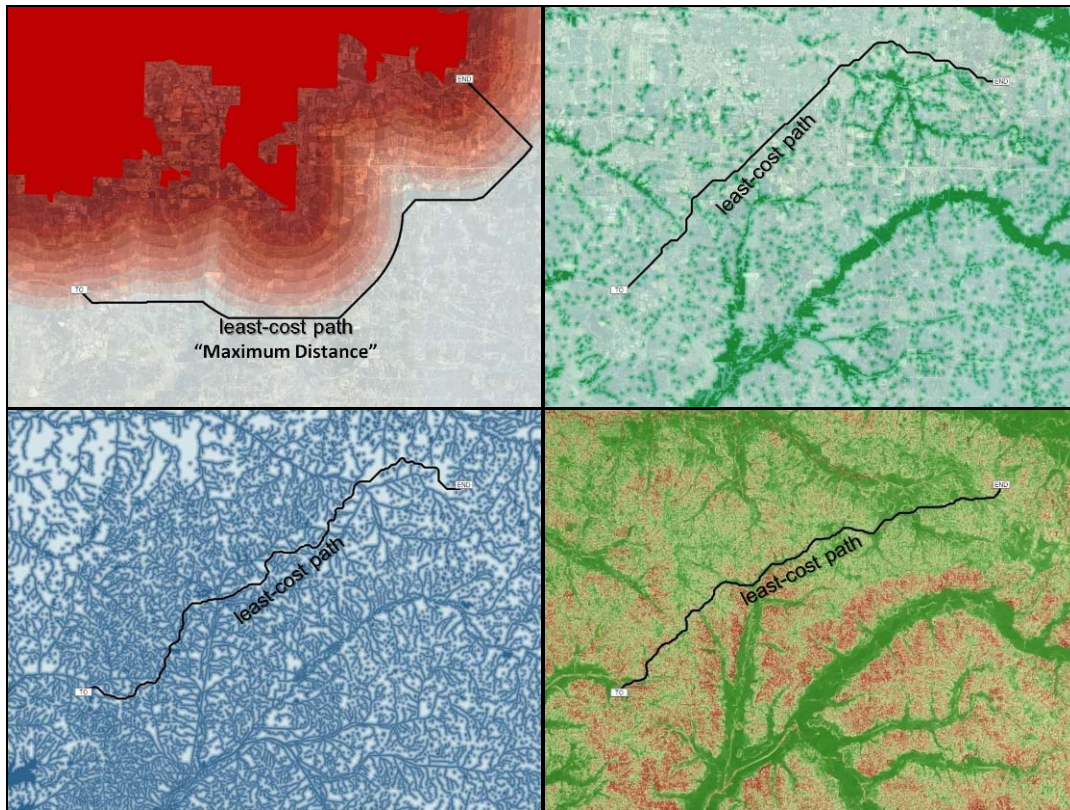 END
TO
least-cost path
“Maximum Distance”
END
least-cost path
TO
END
least-cost path
TO
END
least-cost path
TO